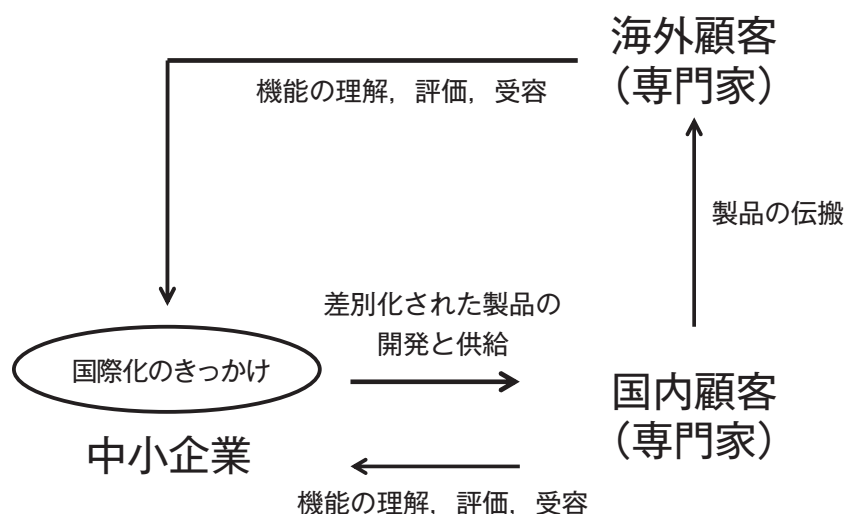 海外顧客
（専門家）
機能の理解，評価，受容
製品の伝搬
差別化された製品の
開発と供給
国際化のきっかけ
国内顧客
（専門家）
中小企業
機能の理解，評価，受容